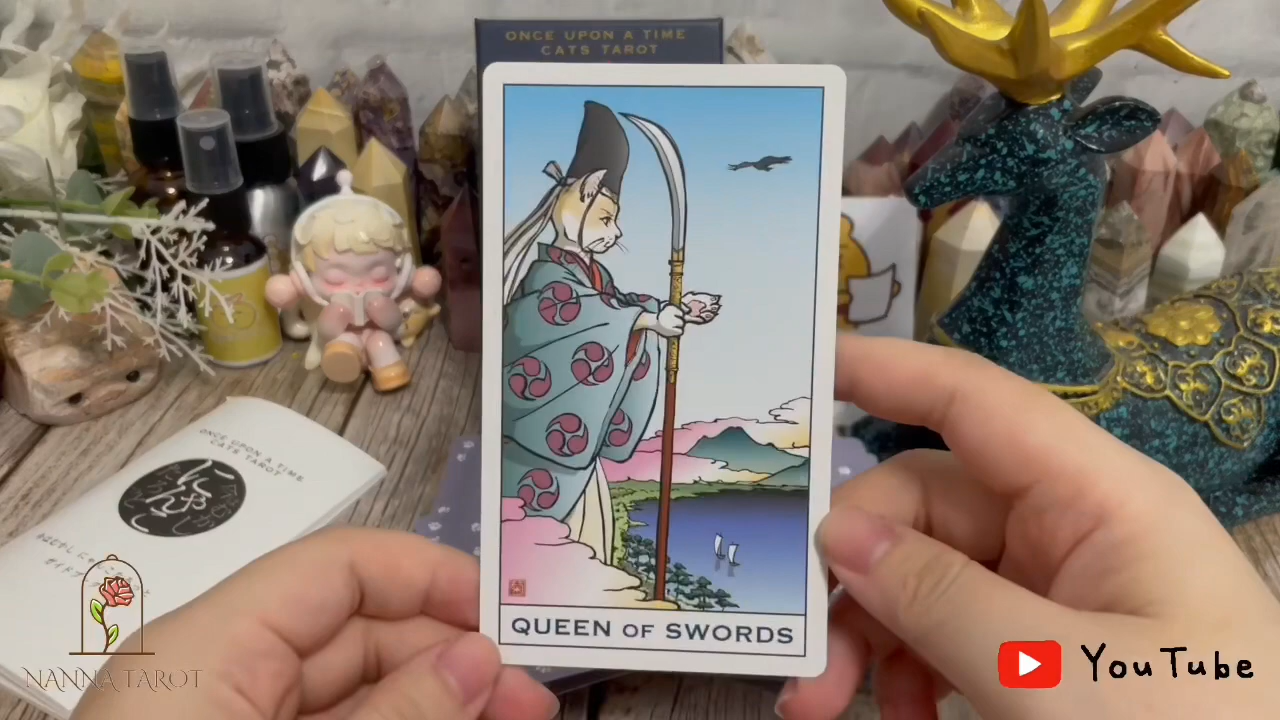 ONCE UPON A TIME
CATS TAROT
QUEEN OF SWORDS
ONCE UPON A TIME
CATS TAROT
NANNA TAROT
YouTube